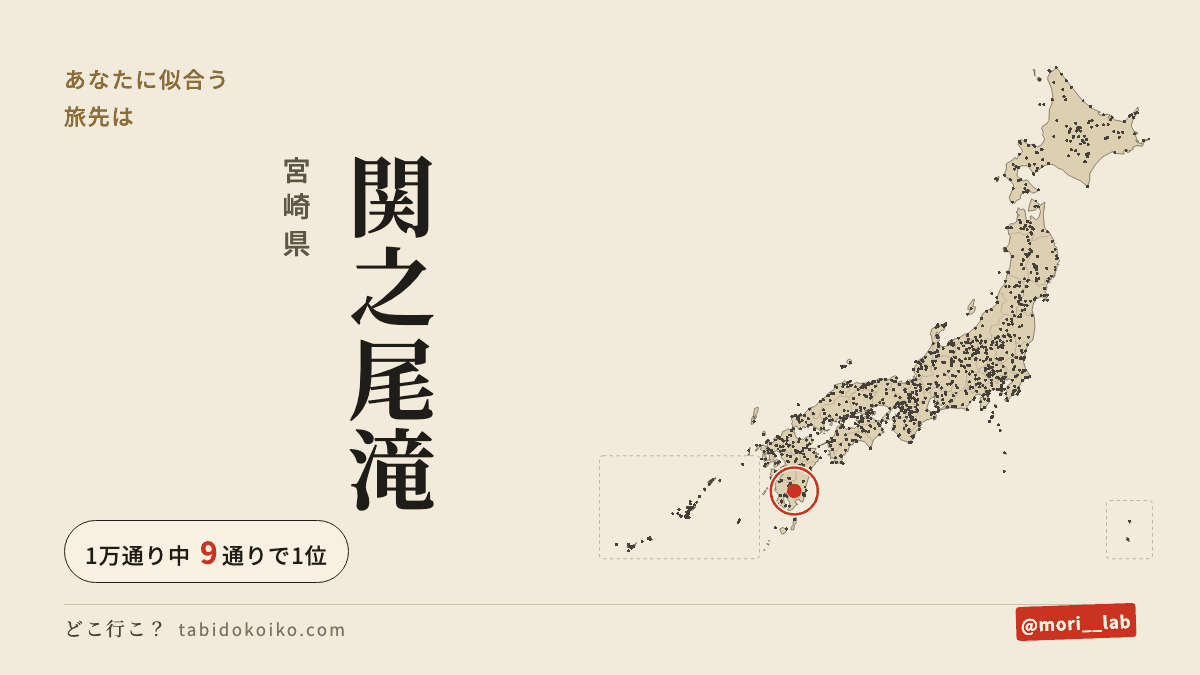 あなたに似合う
旅先は
宮崎県
関之尾滝
1万通り中 9通りで1位
どこ行こ？ tabidokoiko.com
@mori__lab